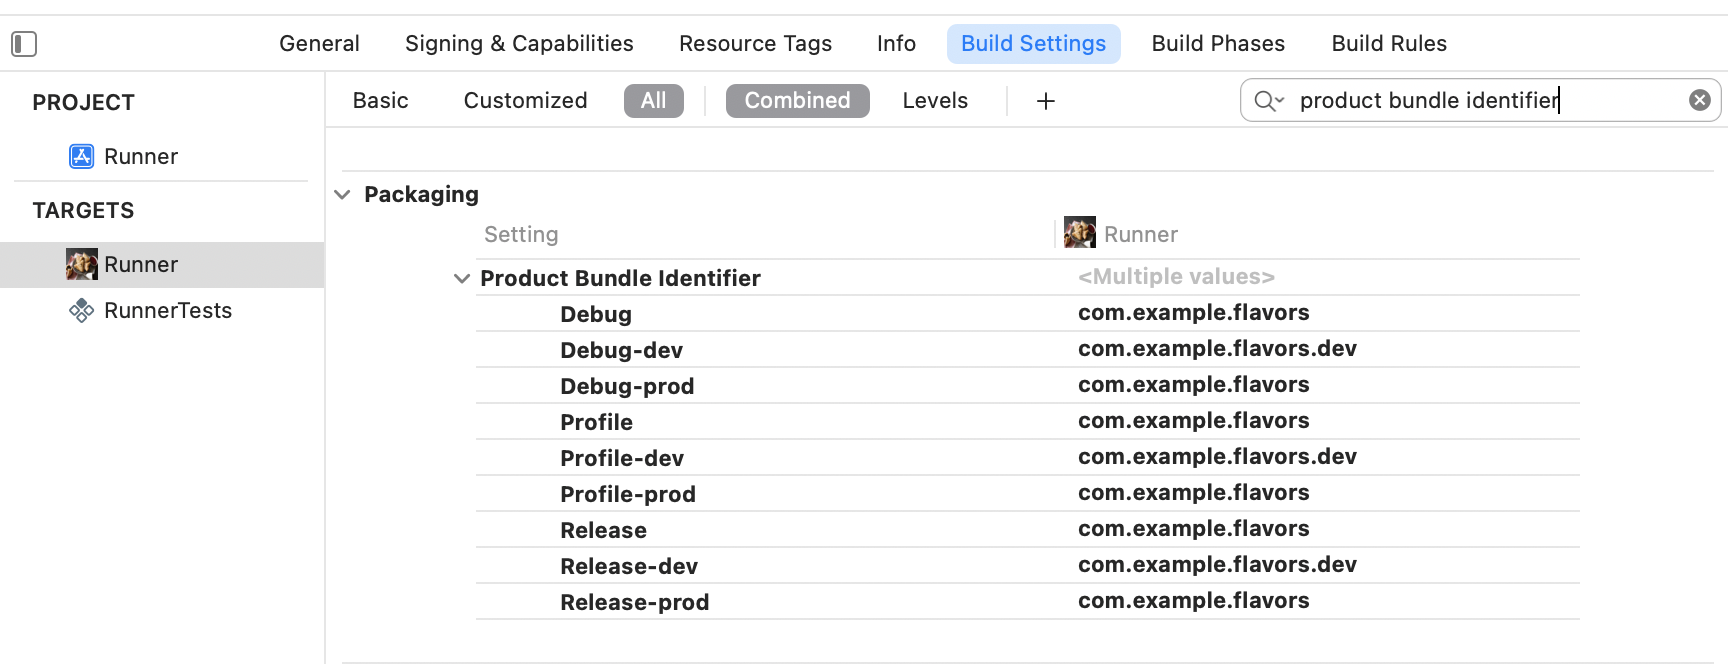 General Signing & Capabilities Resource Tags Info Build Settings Build Phases Build Rules
PROJECT
Runner
TARGETS
Runner
RunnerTests
Basic Customized All Combined Levels + product bundle identifier
Packaging
Setting Runner
Product Bundle Identifier <Multiple values>
Debug com.example.flavors
Debug-dev com.example.flavors.dev
Debug-prod com.example.flavors
Profile com.example.flavors
Profile-dev com.example.flavors.dev
Profile-prod com.example.flavors
Release com.example.flavors
Release-dev com.example.flavors.dev
Release-prod com.example.flavors